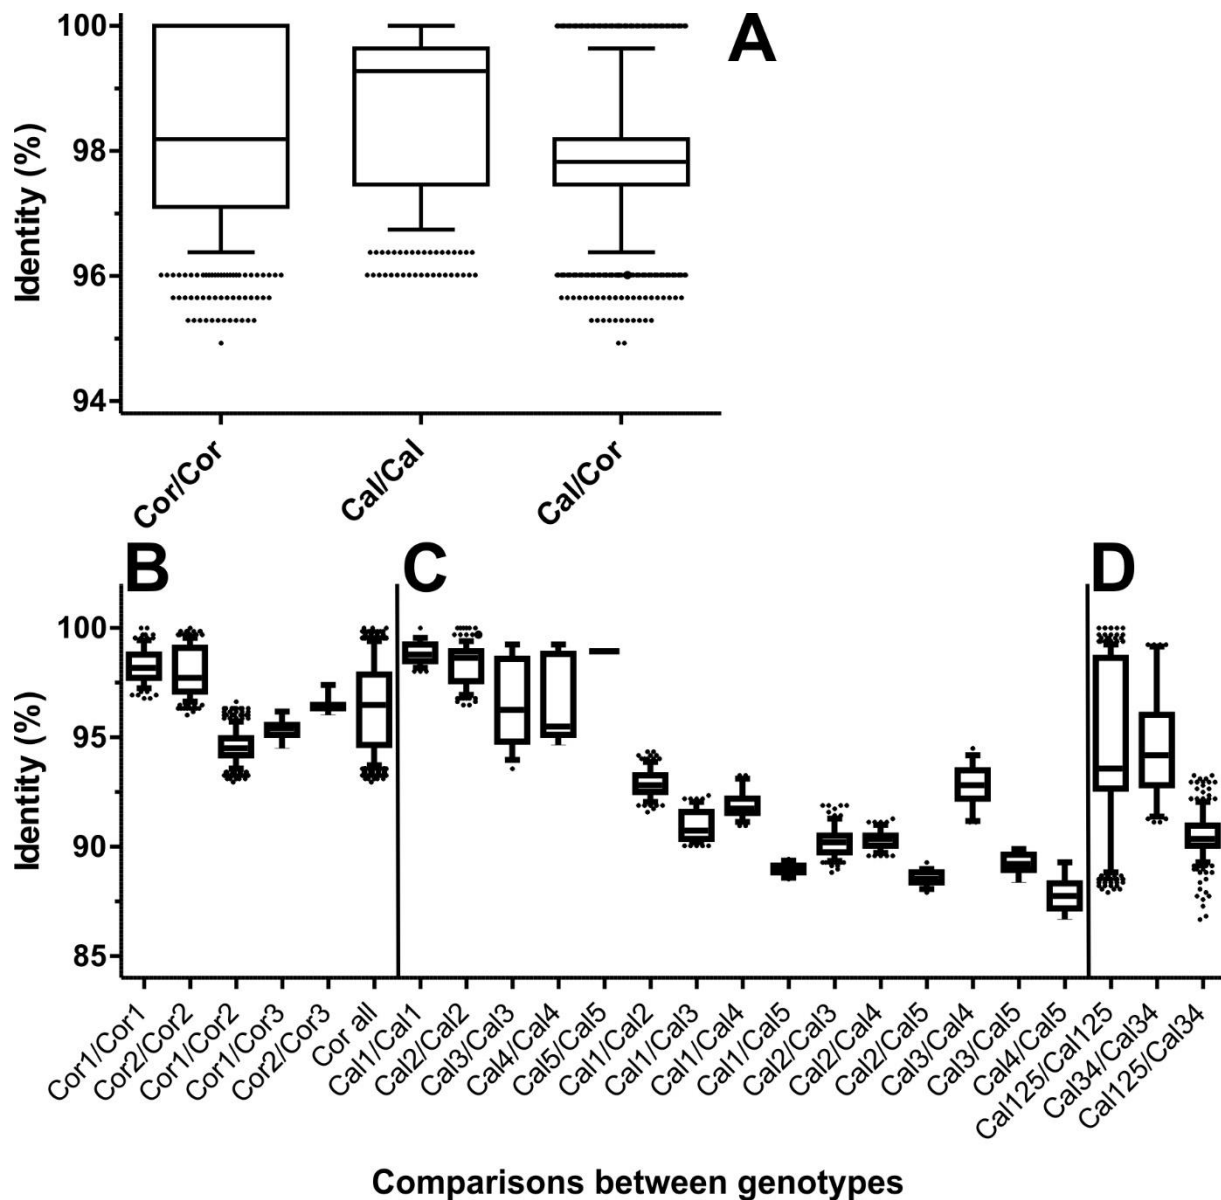 A
Identity (%)
100
98
96
94
Cor/Cor
Cal/Cal
Cal/Cor
B
C
D
Identity (%)
100
95
90
85
Cor1/Cor1
Cor2/Cor2
Cor1/Cor2
Cor1/Cor3
Cor2/Cor3
Cor all
Cal1/Cal1
Cal2/Cal2
Cal3/Cal3
Cal4/Cal4
Cal5/Cal5
Cal1/Cal2
Cal1/Cal3
Cal1/Cal4
Cal1/Cal5
Cal2/Cal3
Cal2/Cal4
Cal2/Cal5
Cal3/Cal4
Cal3/Cal5
Cal4/Cal5
Cal125/Cal125
Cal34/Cal34
Cal125/Cal34
Comparisons between genotypes